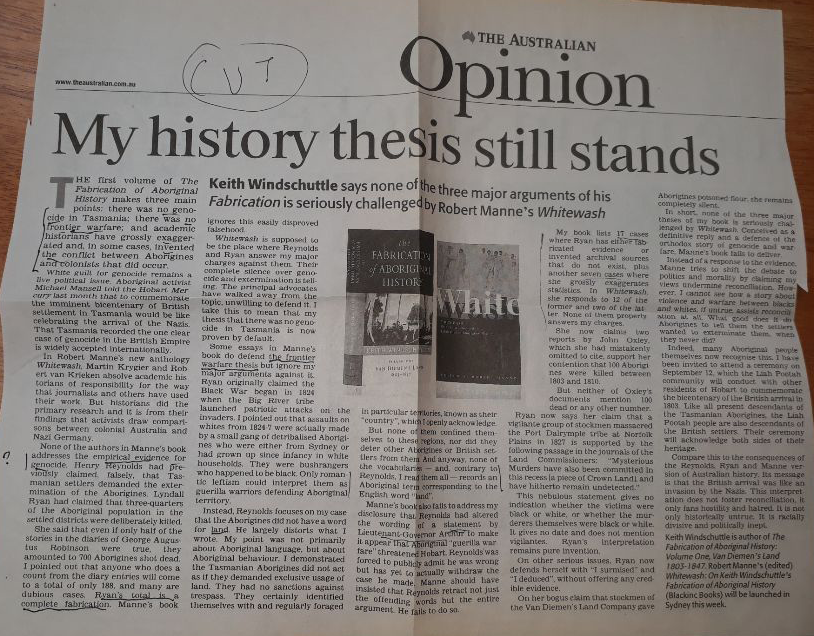 THE AUSTRALIAN
www.theaustralian.com.au
CUT
Opinion
My history thesis still stands
Keith Windschuttle says none of the three major arguments of his
Fabrication is seriously challenged by Robert Manne's Whitewash
THE first volume of The
Fabrication of Aboriginal
History makes three main
points: there was no geno-
cide in Tasmania; there was no
frontier warfare; and academic
historians have grossly exagger-
ated and, in some cases, invented
the conflict between Aborigines
and colonists that did occur.
White guilt for genocide remains a
live political issue. Aboriginal activist
Michael Mansell told the Hobart Mer-
cury last month that to commemorate
the imminent bicentenary of British
settlement in Tasmania would be like
celebrating the arrival of the Nazis.
That Tasmania recorded the one clear
case of genocide in the British Empire
is widely accepted internationally.
In Robert Manne's new anthology
Whitewash, Martin Krygier and Rob-
ert van Krieken absolve academic his-
torians of responsibility for the way
that journalists and others have used
their work. But historians did the
primary research and it is from their
findings that activists draw compari-
sons between colonial Australia and
Nazi Germany.
None of the authors in Manne's book
addresses the empirical evidence for
genocide. Henry Reynolds had pre-
viously claimed, falsely, that Tas-
manian settlers demanded the exter-
mination of the Aborigines. Lyndall
Ryan had claimed that three-quarters
of the Aboriginal population in the
settled districts were deliberately killed.
She said that even if only half the
stories in the diaries of George Augus-
tus Robinson were true, they
amounted to 700 Aborigines shot dead.
I pointed out that anyone who does a
count from the diary entries will come
to a total of only 188, and many are
dubious cases. Ryan's total is a
complete fabrication. Manne's book
?
ignores this easily disproved
falsehood.
Whitewash is supposed to
be the place where Reynolds
and Ryan answer my major
charges against them. Their
complete silence over geno-
cide and extermination is tell-
ing. The principal advocates
have walked away from the
topic, unwilling to defend it. I
take this to mean that my
thesis that there was no geno-
cide in Tasmania is now
proven by default.
Some essays in Manne's
book do defend the frontier
warfare thesis but ignore my
major arguments against it.
Ryan originally claimed the
Black War began in 1824
when the Big River tribe
launched patriotic attacks on the
invaders. I pointed out that assaults on
whites from 1824-7 were actually made
by a small gang of detribalised Aborigi-
nes who were either from Sydney or
had grown up since infancy in white
households. They were bushrangers
who happened to be black. Only roman-
tic leftism could interpret them as
guerilla warriors defending Aboriginal
territory.
Instead, Reynolds focuses on my case
that the Aborigines did not have a word
for land. He largely distorts what I
wrote. My point was not primarily
about Aboriginal language, but about
Aboriginal behaviour. I demonstrated
the Tasmanian Aborigines did not act
as if they demanded exclusive usage of
land. They had no sanctions against
trespass. They certainly identified
themselves with and regularly foraged
the
FABRICATION
of ABORIGINAL
HISTORY
White
in particular territories, known as their
"country", which I openly acknowledge.
But none of them confined them-
selves to these regions, nor did they
deter other Aborigines or British set-
tlers from them. And anyway, none of
the vocabularies — and, contrary to
Reynolds, I read them all — records an
Aboriginal term corresponding to the
English word "land".
Manne's book also fails to address my
disclosure that Reynolds had altered
the wording of a statement by
Lieutenant-Governor Arthur to make
it appear that Aboriginal "guerilla war
fare" threatened Hobart. Reynolds was
forced to publicly admit he was wrong
but has yet to actually withdraw the
case he made. Manne should have
insisted that Reynolds retract not just
the offending words but the entire
argument. He fails to do so.
My book lists 17 cases
where Ryan has either fab-
ricated evidence or
invented archival sources
that do not exist, plus
another seven cases where
she grossly exaggerates
statistics. In Whitewash,
she responds to 12 of the
former and two of the lat-
ter. None of them properly
answers my charges.
She now claims two
reports by John Oxley,
which she had mistakenly
omitted to cite, support her
contention that 100 Aborigi-
nes were killed between
1803 and 1810.
But neither of Oxley's
documents mention 100
dead or any other number.
Ryan now says her claim that a
vigilante group of stockmen massacred
the Port Dalrymple tribe at Norfolk
Plains in 1827 is supported by the
following passage in the journals of the
Land Commissioners: "Mysterious
Murders have also been committed in
this recess [a piece of Crown Land] and
have hitherto remain undetected."
This nebulous statement gives no
indication whether the victims were
black or white, or whether the mur-
derers themselves were black or white.
It gives no date and does not mention
vigilantes. Ryan's interpretation
remains pure invention.
On other serious issues, Ryan now
defends herself with "I surmised" and
"I deduced", without offering any cred-
ible evidence.
On her bogus claim that stockmen of
the Van Diemen's Land Company gave
Aborigines poisoned flour, she remains
completely silent.
In short, none of the three major
theses of my book is seriously chal-
lenged by Whitewash. Conceived as a
definitive reply and a defence of the
orthodox story of genocide and war-
fare, Manne's book fails to deliver.
Instead of a response to the evidence,
Manne tries to shift the debate to
politics and morality by claiming my
views undermine reconciliation. How-
ever, I cannot see how a story about
violence and warfare between blacks
and whites, if untrue, assists reconcili-
ation at all. What good does it do
Aborigines to tell them the settlers
wanted to exterminate them, when
they never did?
Indeed, many Aboriginal people
themselves now recognise this. I have
been invited to attend a ceremony on
September 12, which the Liah Pootah
community will conduct with other
residents of Hobart to commemorate
the bicentenary of the British arrival in
1803. Like all present descendants of
the Tasmanian Aborigines, the Liah
Pootah people are also descendants of
the British settlers. Their ceremony
will acknowledge both sides of their
heritage.
Compare this to the consequences of
the Reynolds, Ryan and Manne ver-
sion of Australian history. Its message
is that the British arrival was like an
invasion by the Nazis. This interpret-
ation does not foster reconciliation, it
only fans hostility and hatred. It is not
only historically untrue. It is racially
divisive and politically inept.
Keith Windschuttle is author of The
Fabrication of Aboriginal History:
Volume One, Van Diemen's Land
1803-1847. Robert Manne's (edited)
Whitewash: On Keith Windschuttle's
Fabrication of Aboriginal History
(Blackinc Books) will be launched in
Sydney this week.